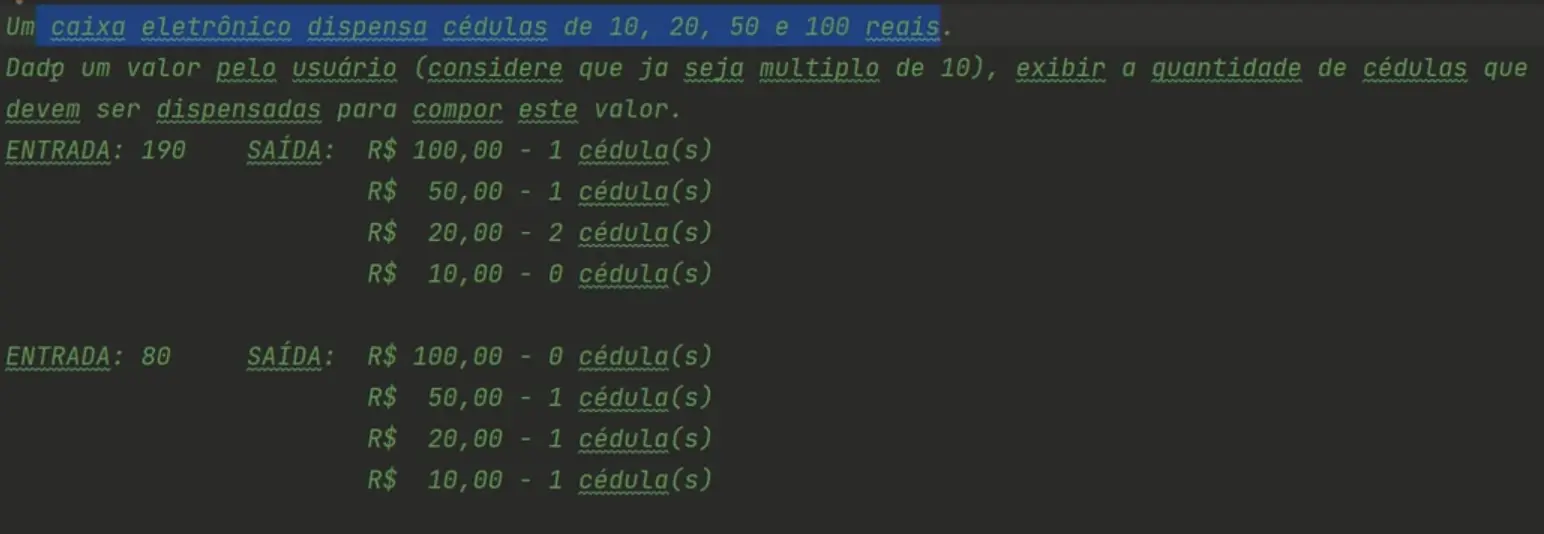 Um caixa eletrônico dispensa cédulas de 10, 20, 50 e 100 reais.
Dado um valor pelo usuário (considere que ja seja multiplo de 10), exibir a quantidade de cédulas que
devem ser dispensadas para compor este valor.
ENTRADA: 190 SAÍDA: R$ 100,00 - 1 cédula(s)
R$ 50,00 - 1 cédula(s)
R$ 20,00 - 2 cédula(s)
R$ 10,00 - 0 cédula(s)
ENTRADA: 80 SAÍDA: R$ 100,00 - 0 cédula(s)
R$ 50,00 - 1 cédula(s)
R$ 20,00 - 1 cédula(s)
R$ 10,00 - 1 cédula(s)